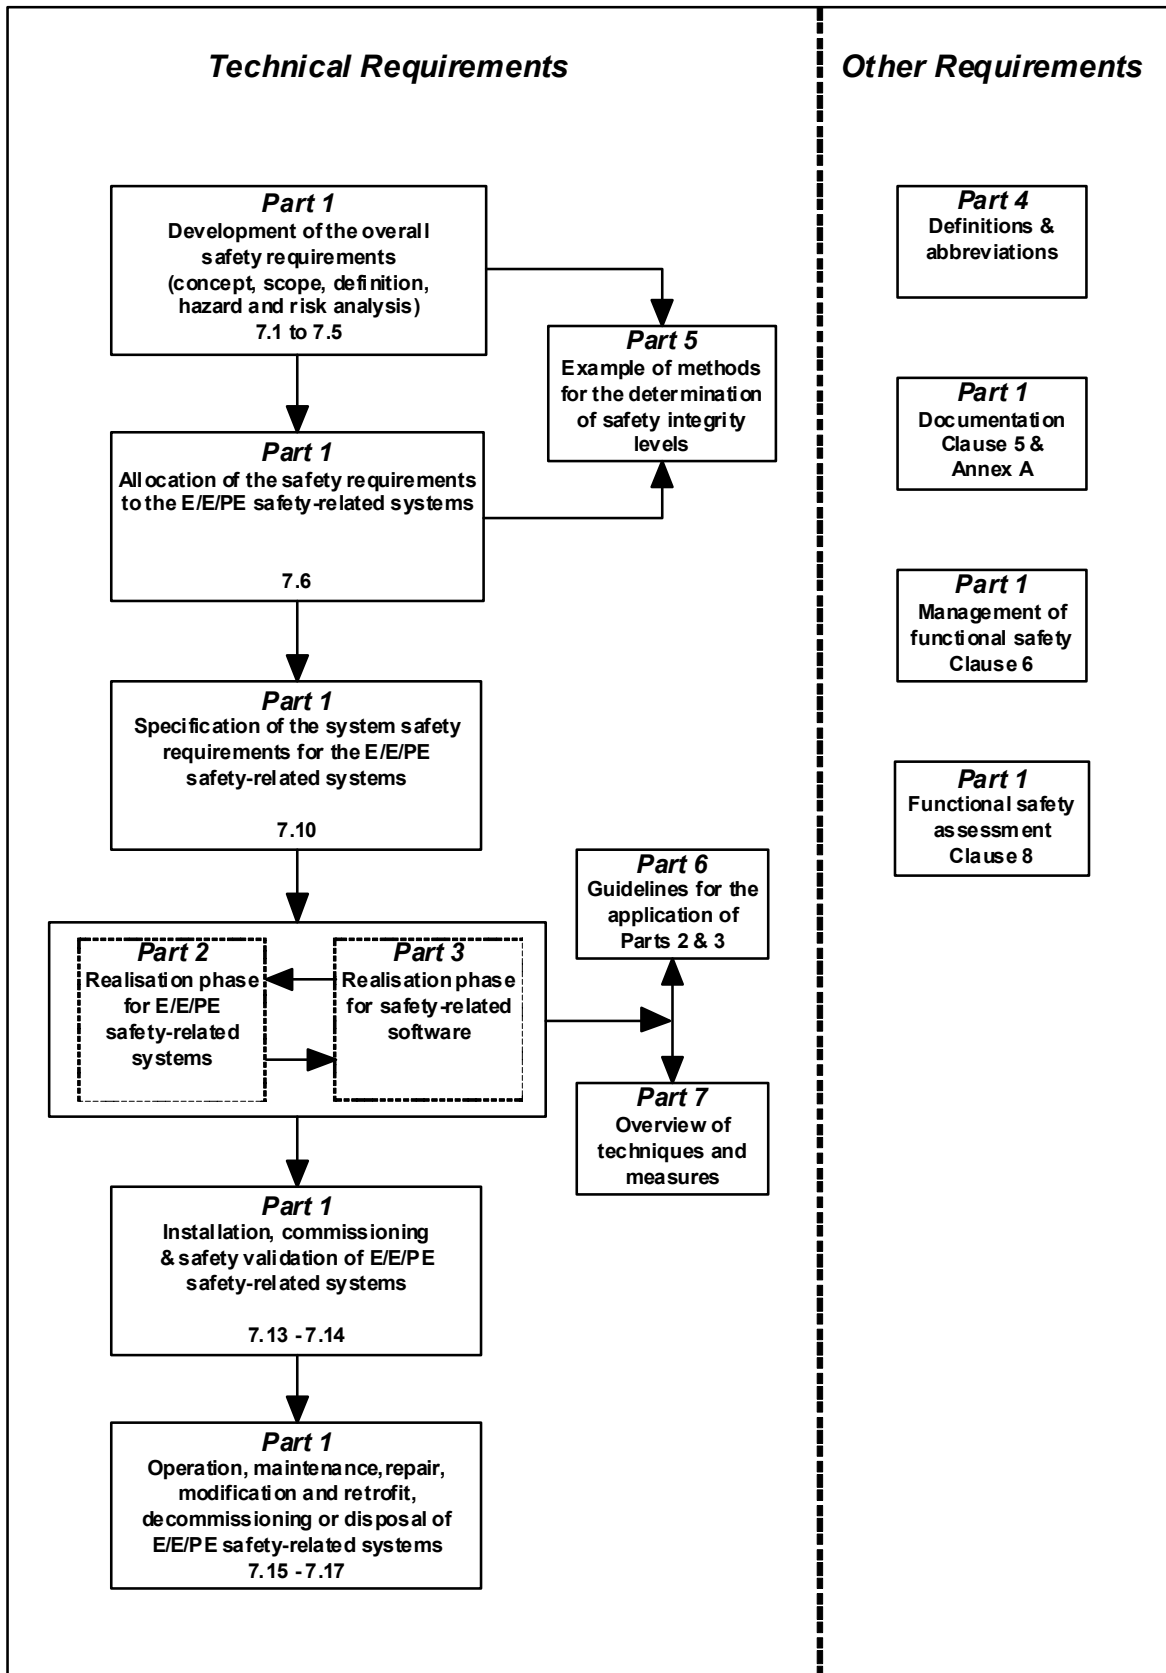 Technical Requirements
Other Requirements
Part 1
Development of the overall
safety requirements
(concept, scope, definition,
hazard and risk analysis)
7.1 to 7.5
Part 5
Example of methods
for the determination
of safety integrity
levels
Part 1
Allocation of the safety requirements
to the E/E/PE safety-related systems
7.6
Part 1
Specification of the system safety
requirements for the E/E/PE
safety-related systems
7.10
Part 6
Guidelines for the
application of
Parts 2 & 3
Part 2
Realisation phase
for E/E/PE
safety-related
systems
Part 3
Realisation phase
for safety-related
software
Part 7
Overview of
techniques and
measures
Part 1
Installation, commissioning
& safety validation of E/E/PE
safety-related systems
7.13 - 7.14
Part 1
Operation, maintenance, repair,
modification and retrofit,
decommissioning or disposal of
E/E/PE safety-related systems
7.15 - 7.17
Part 4
Definitions &
abbreviations
Part 1
Documentation
Clause 5 &
Annex A
Part 1
Management of
functional safety
Clause 6
Part 1
Functional safety
assessment
Clause 8